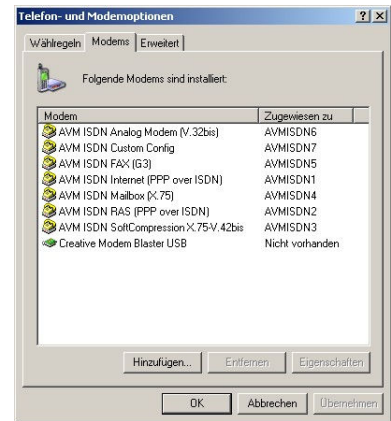 Telefon- und Modemoptionen
Wählregeln Modems Erweitert
Folgende Modems sind installiert:
Modem Zugewiesen zu
AVM ISDN Analog Modem (V.32bis) AVMISDN6
AVM ISDN Custom Config AVMISDN7
AVM ISDN FAX (G3) AVMISDN5
AVM ISDN Internet (PPP over ISDN) AVMISDN1
AVM ISDN Mailbox (X.75) AVMISDN4
AVM ISDN RAS (PPP over ISDN) AVMISDN2
AVM ISDN SoftCompression X.75-V.42bis AVMISDN3
Creative Modem Blaster USB Nicht vorhanden
Hinzufügen... Entfernen Eigenschaften
OK Abbrechen Übernehmen